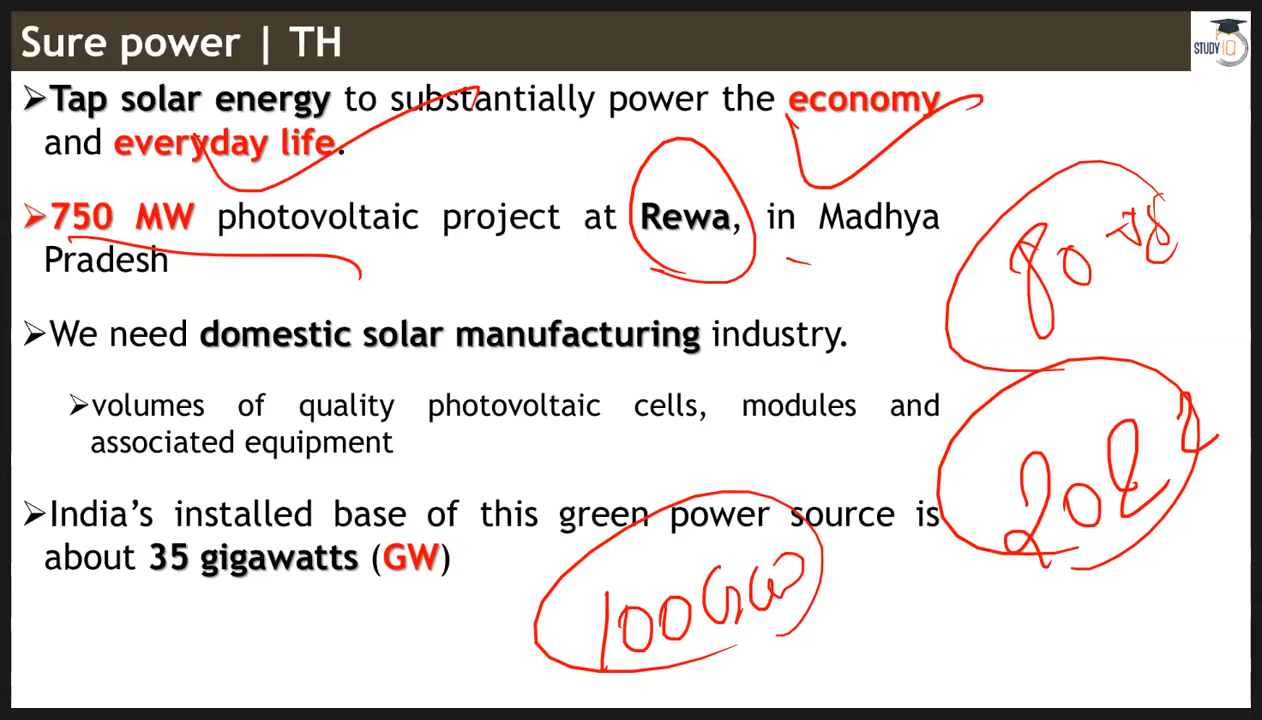 Sure power | TH
STUDY IQ
➢Tap solar energy to substantially power the economy
and everyday life.
➢750 MW photovoltaic project at Rewa, in Madhya
Pradesh
➢We need domestic solar manufacturing industry.
➢volumes of quality photovoltaic cells, modules and
associated equipment
➢India’s installed base of this green power source is
about 35 gigawatts (GW)
2022
100GW